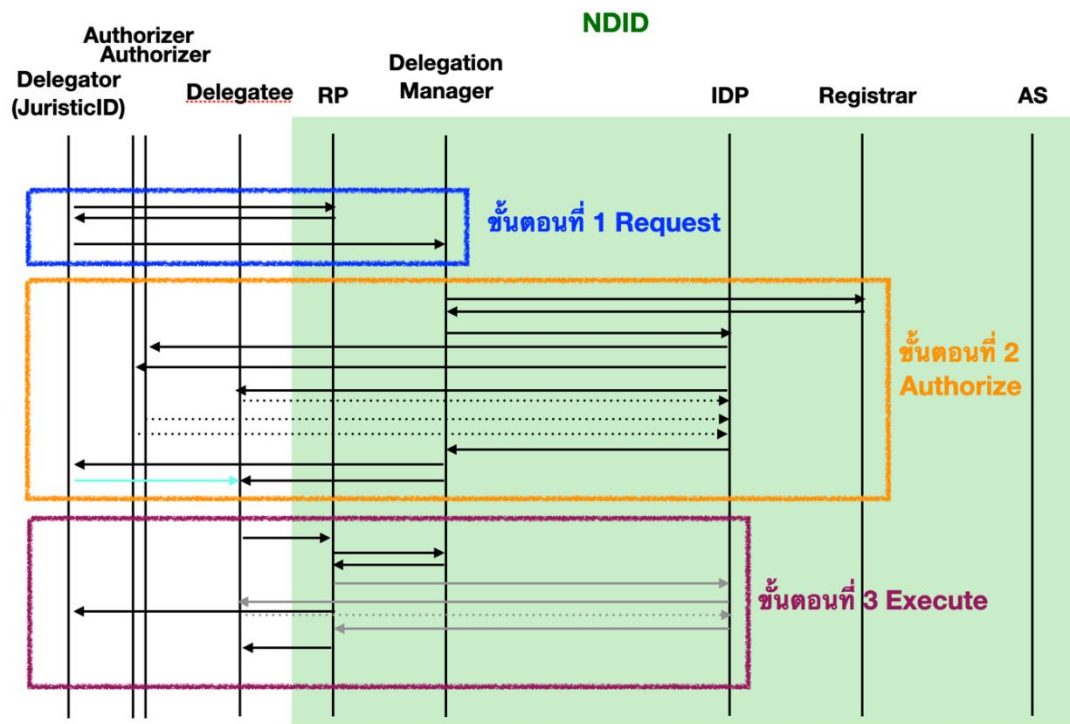 NDID
Authorizer
Authorizer
Delegator
(JuristicID)
Delegatee
RP
Delegation
Manager
IDP
Registrar
AS
ขั้นตอนที่ 1 Request
ขั้นตอนที่ 2
Authorize
ขั้นตอนที่ 3 Execute